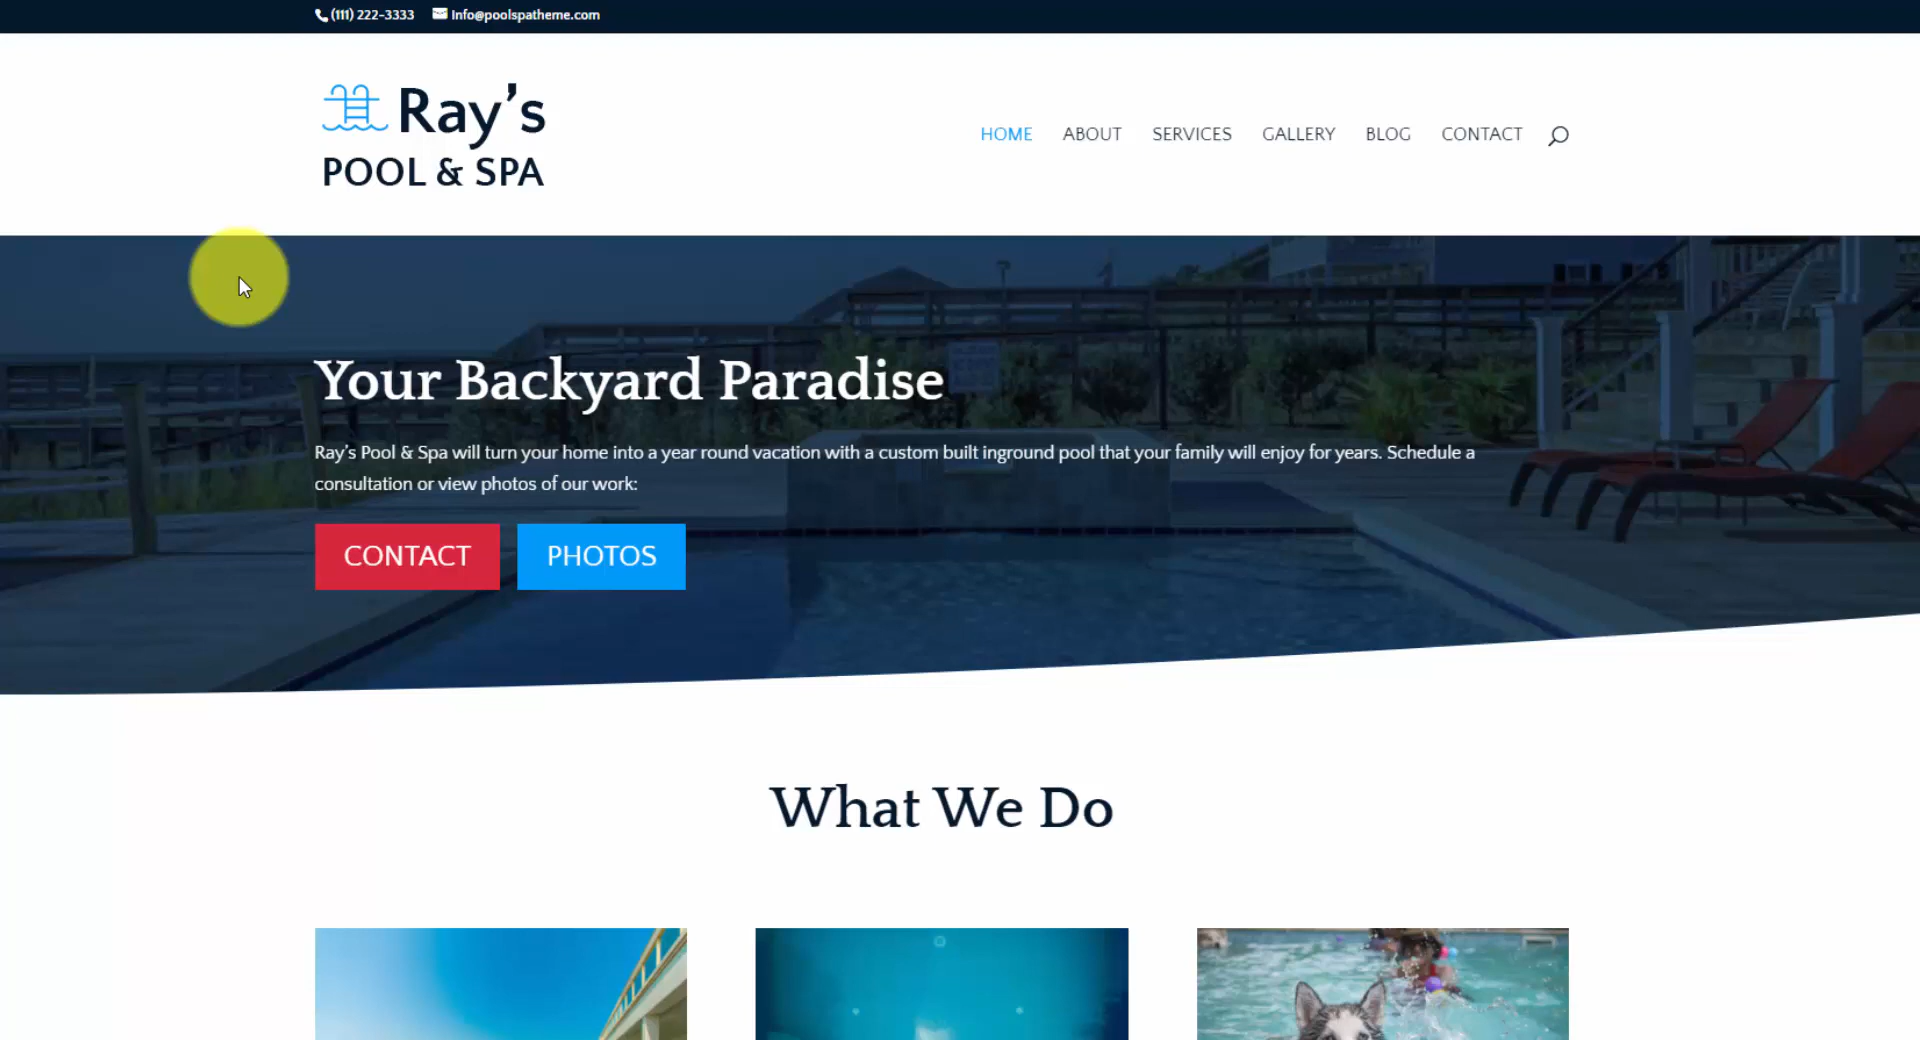 (111) 222-3333 Info@poolspatheme.com
Ray's
POOL & SPA
HOME ABOUT SERVICES GALLERY BLOG CONTACT
Your Backyard Paradise
Ray's Pool & Spa will turn your home into a year round vacation with a custom built inground pool that your family will enjoy for years. Schedule a
consultation or view photos of our work:
CONTACT PHOTOS
What We Do